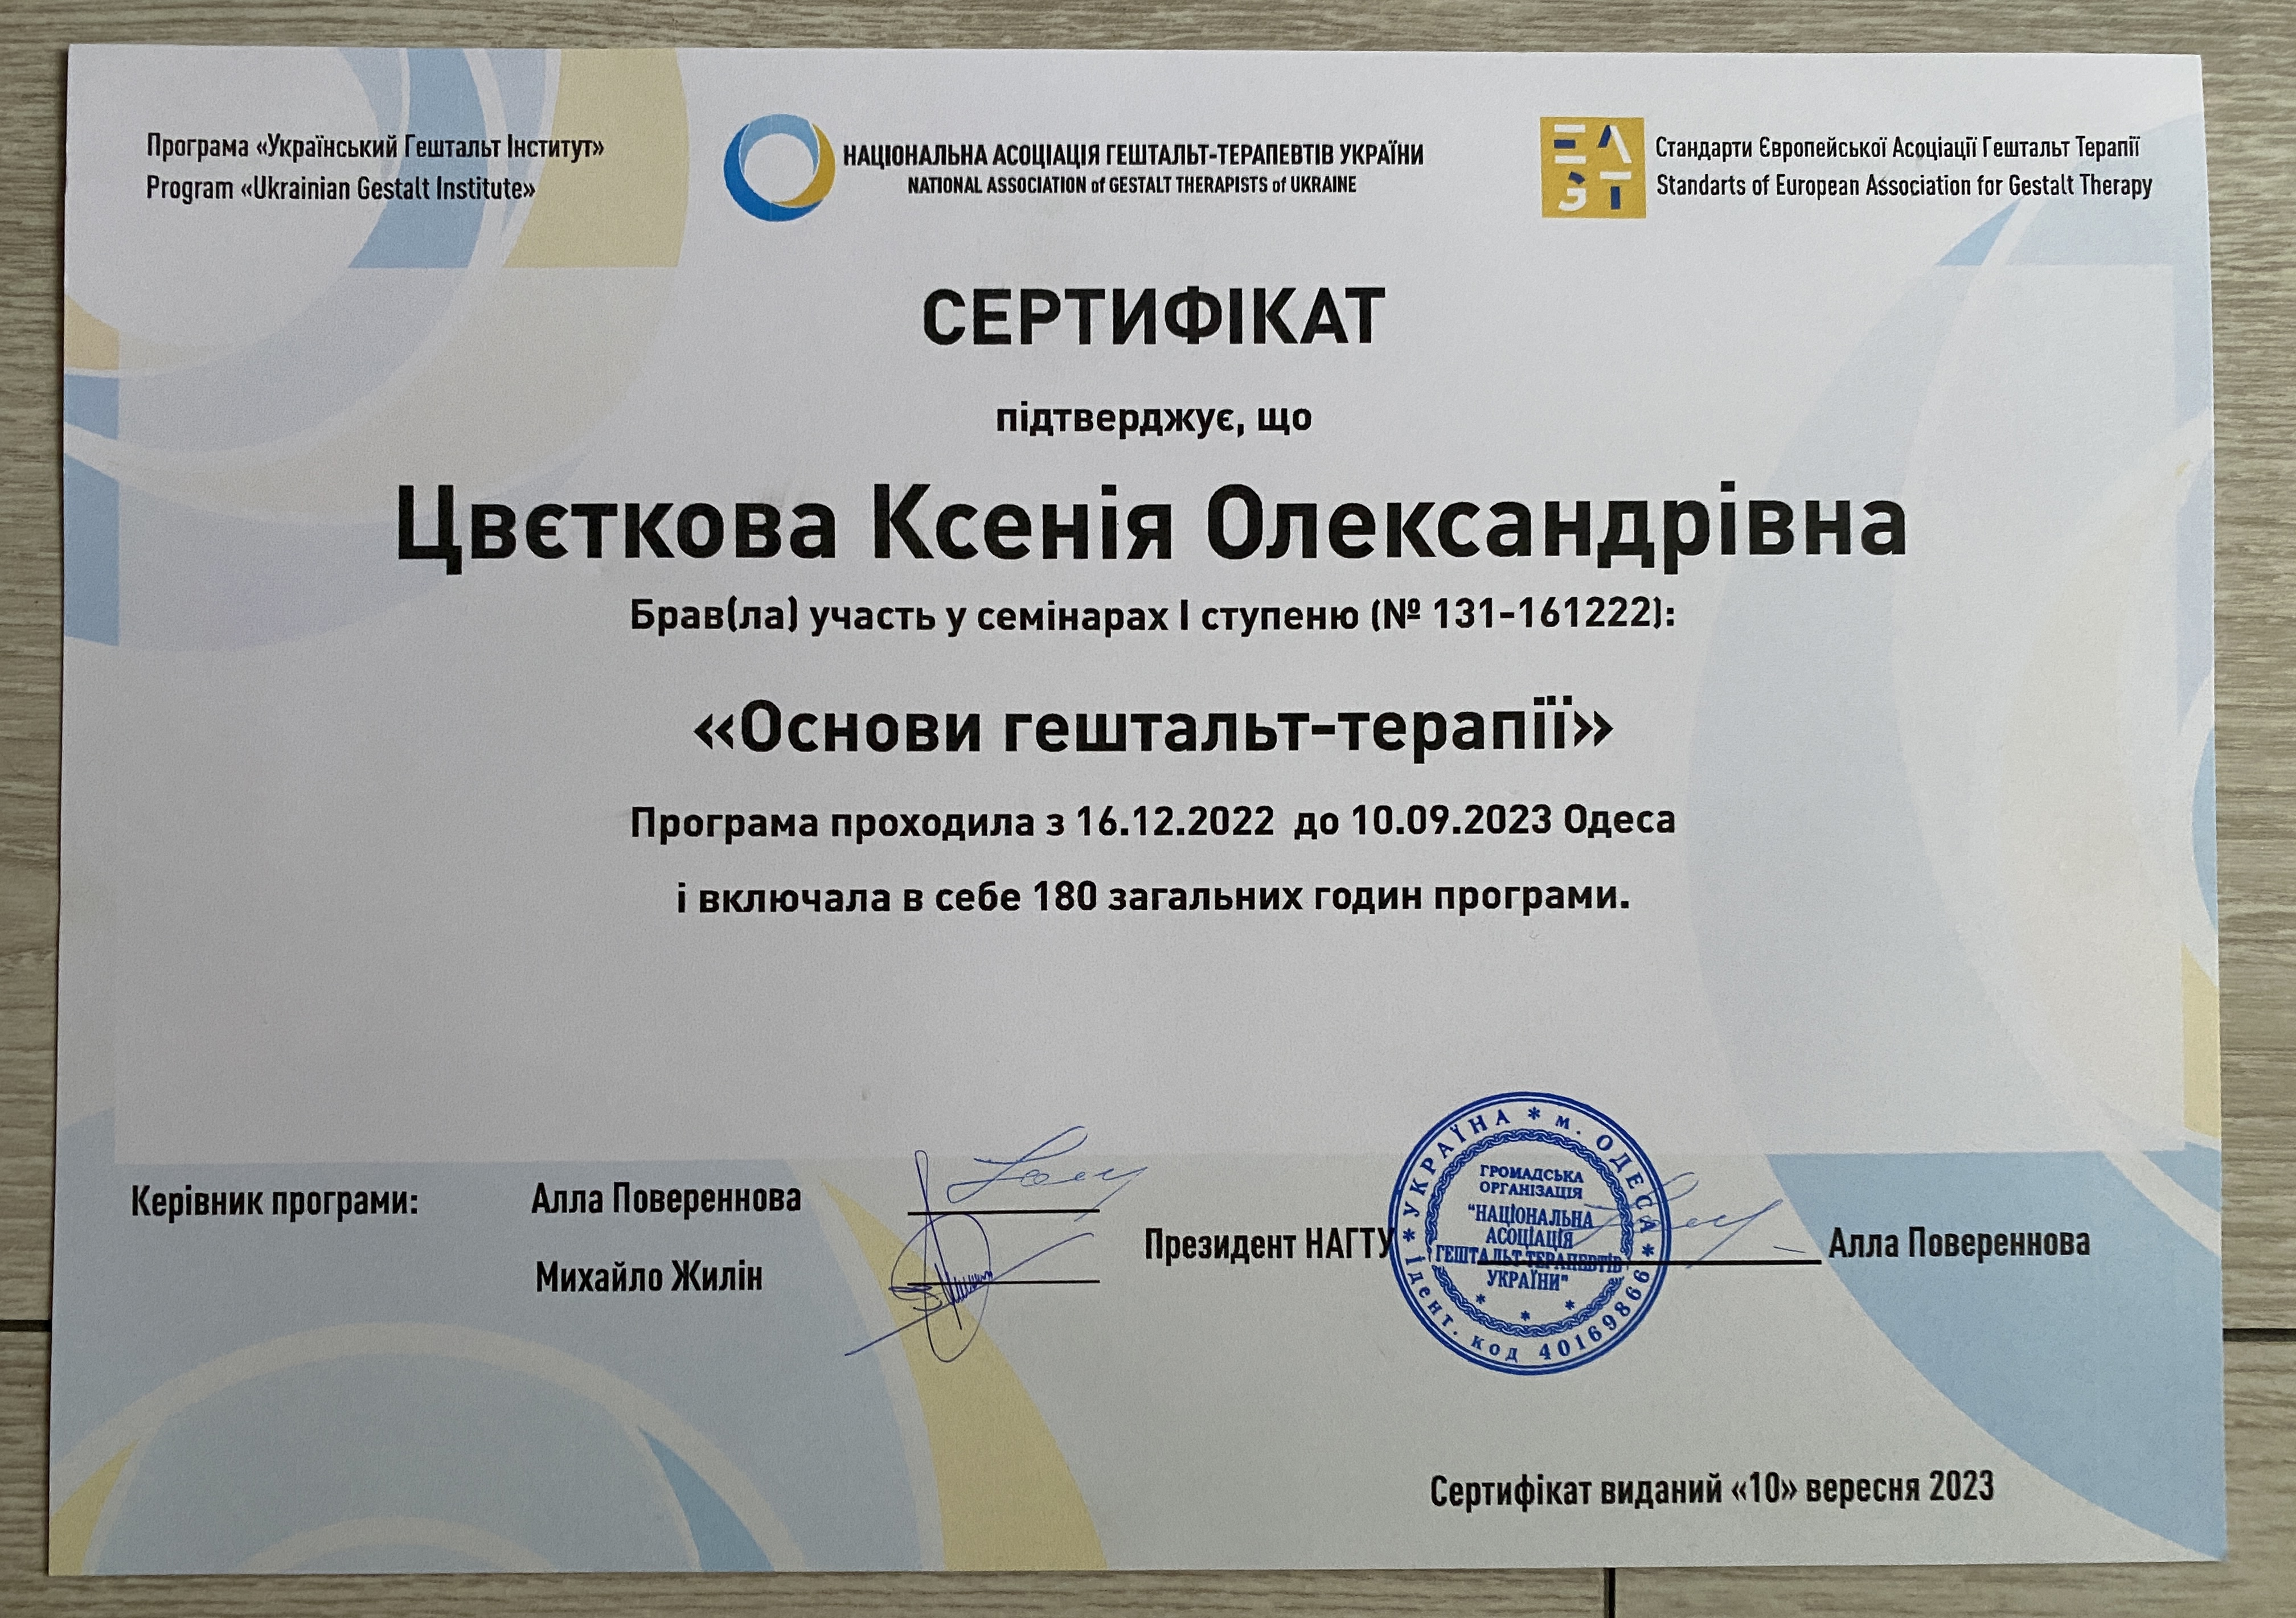 Програма «Український Гештальт Інститут»
Program «Ukrainian Gestalt Institute»
НАЦІОНАЛЬНА АСОЦІАЦІЯ ГЕШТАЛЬТ-ТЕРАПЕВТІВ УКРАЇНИ
NATIONAL ASSOCIATION of GESTALT THERAPISTS of UKRAINE
EAGT
Стандарти Європейської Асоціації Гештальт Терапії
Standarts of European Association for Gestalt Therapy
СЕРТИФІКАТ
підтверджує, що
Цвєткова Ксенія Олександрівна
Брав(ла) участь у семінарах І ступеню (№ 131-161222):
«Основи гештальт-терапії»
Програма проходила з 16.12.2022 до 10.09.2023 Одеса
і включала в себе 180 загальних годин програми.
Керівник програми:
Алла Повереннова
Михайло Жилін
Президент НАГТУ
Алла Повереннова
* УКРАЇНА * м. ОДЕСА *
Ідент. код 40169866
ГРОМАДСЬКА
ОРГАНІЗАЦІЯ
"НАЦІОНАЛЬНА
АСОЦІАЦІЯ
ГЕШТАЛЬТ-ТЕРАПЕВТІВ
УКРАЇНИ"
Сертифікат виданий «10» вересня 2023